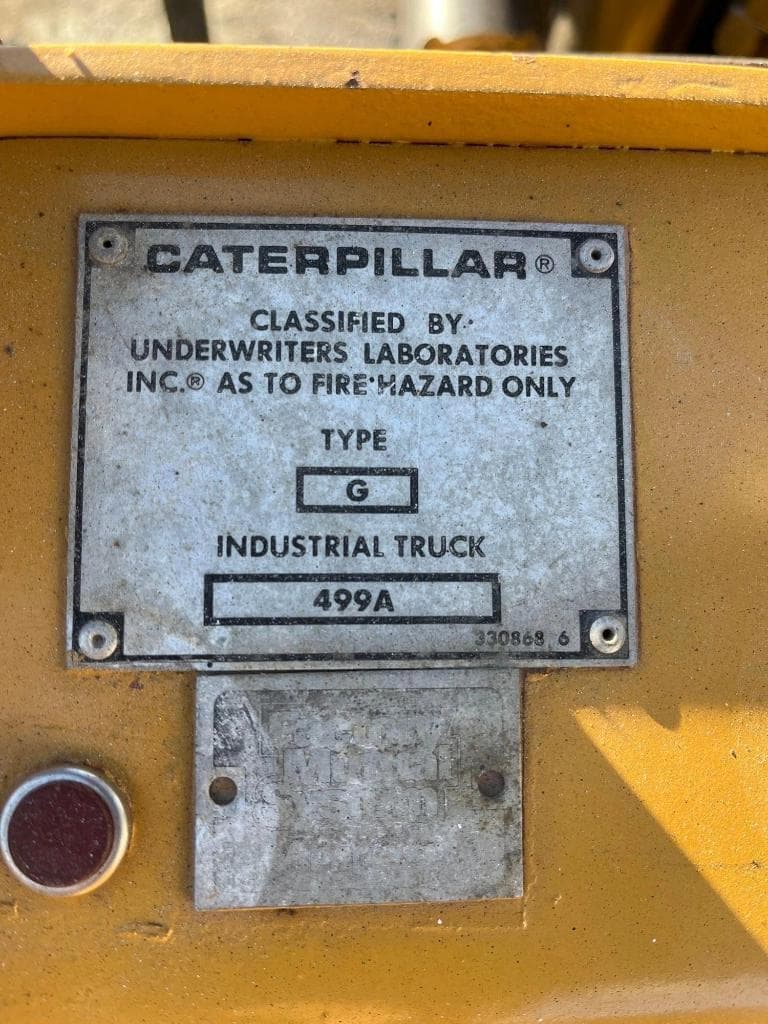 CATERPILLAR®
CLASSIFIED BY
UNDERWRITERS LABORATORIES
INC.® AS TO FIRE HAZARD ONLY
TYPE
G
INDUSTRIAL TRUCK
499A
330868 6